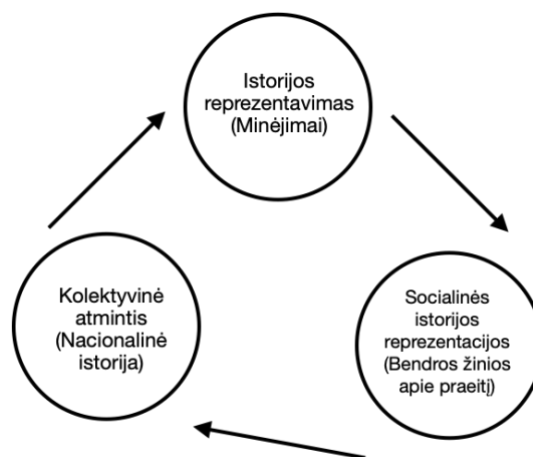 Istorijos
reprezentavimas
(Minėjimai)
Kolektyvinė
atmintis
(Nacionalinė
istorija)
Socialinės
istorijos
reprezentacijos
(Bendros žinios
apie praeitį)